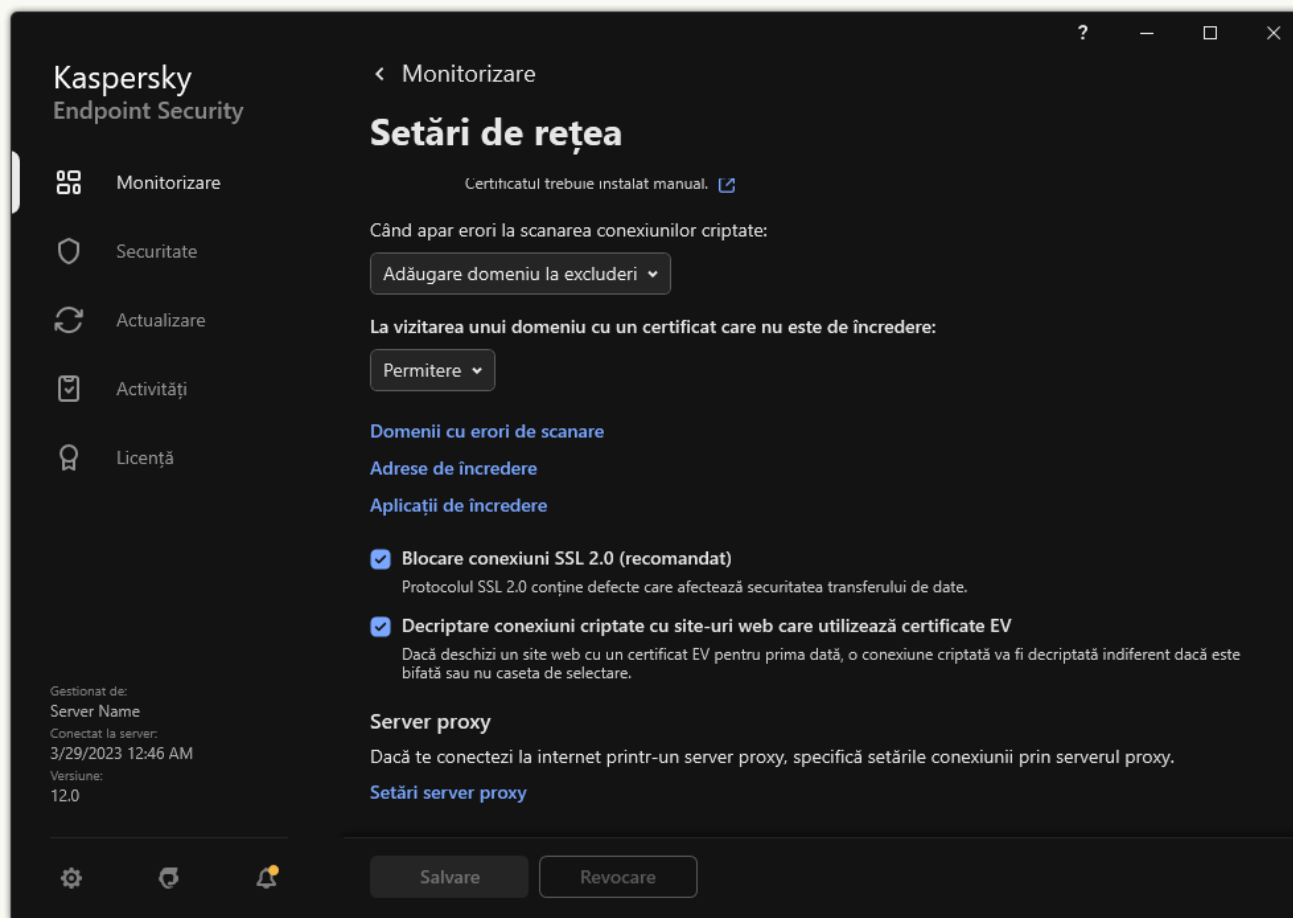 ?
Kaspersky
Endpoint Security
Monitorizare
Securitate
Actualizare
Activități
Licență
Gestionat de:
Server Name
Conectat la server:
3/29/2023 12:46 AM
Versiune:
12.0
Monitorizare
Setări de rețea
Certificatul trebuie instalat manual.
Când apar erori la scanarea conexiunilor criptate:
Adăugare domeniu la excluderi
La vizitarea unui domeniu cu un certificat care nu este de încredere:
Permitere
Domenii cu erori de scanare
Adrese de încredere
Aplicații de încredere
Blocare conexiuni SSL 2.0 (recomandat)
Protocolul SSL 2.0 conține defecte care afectează securitatea transferului de date.
Decriptare conexiuni criptate cu site-uri web care utilizează certificate EV
Dacă deschizi un site web cu un certificat EV pentru prima dată, o conexiune criptată va fi decriptată indiferent dacă este
bifată sau nu caseta de selectare.
Server proxy
Dacă te conectezi la internet printr-un server proxy, specifică setările conexiunii prin serverul proxy.
Setări server proxy
Salvare
Revocare